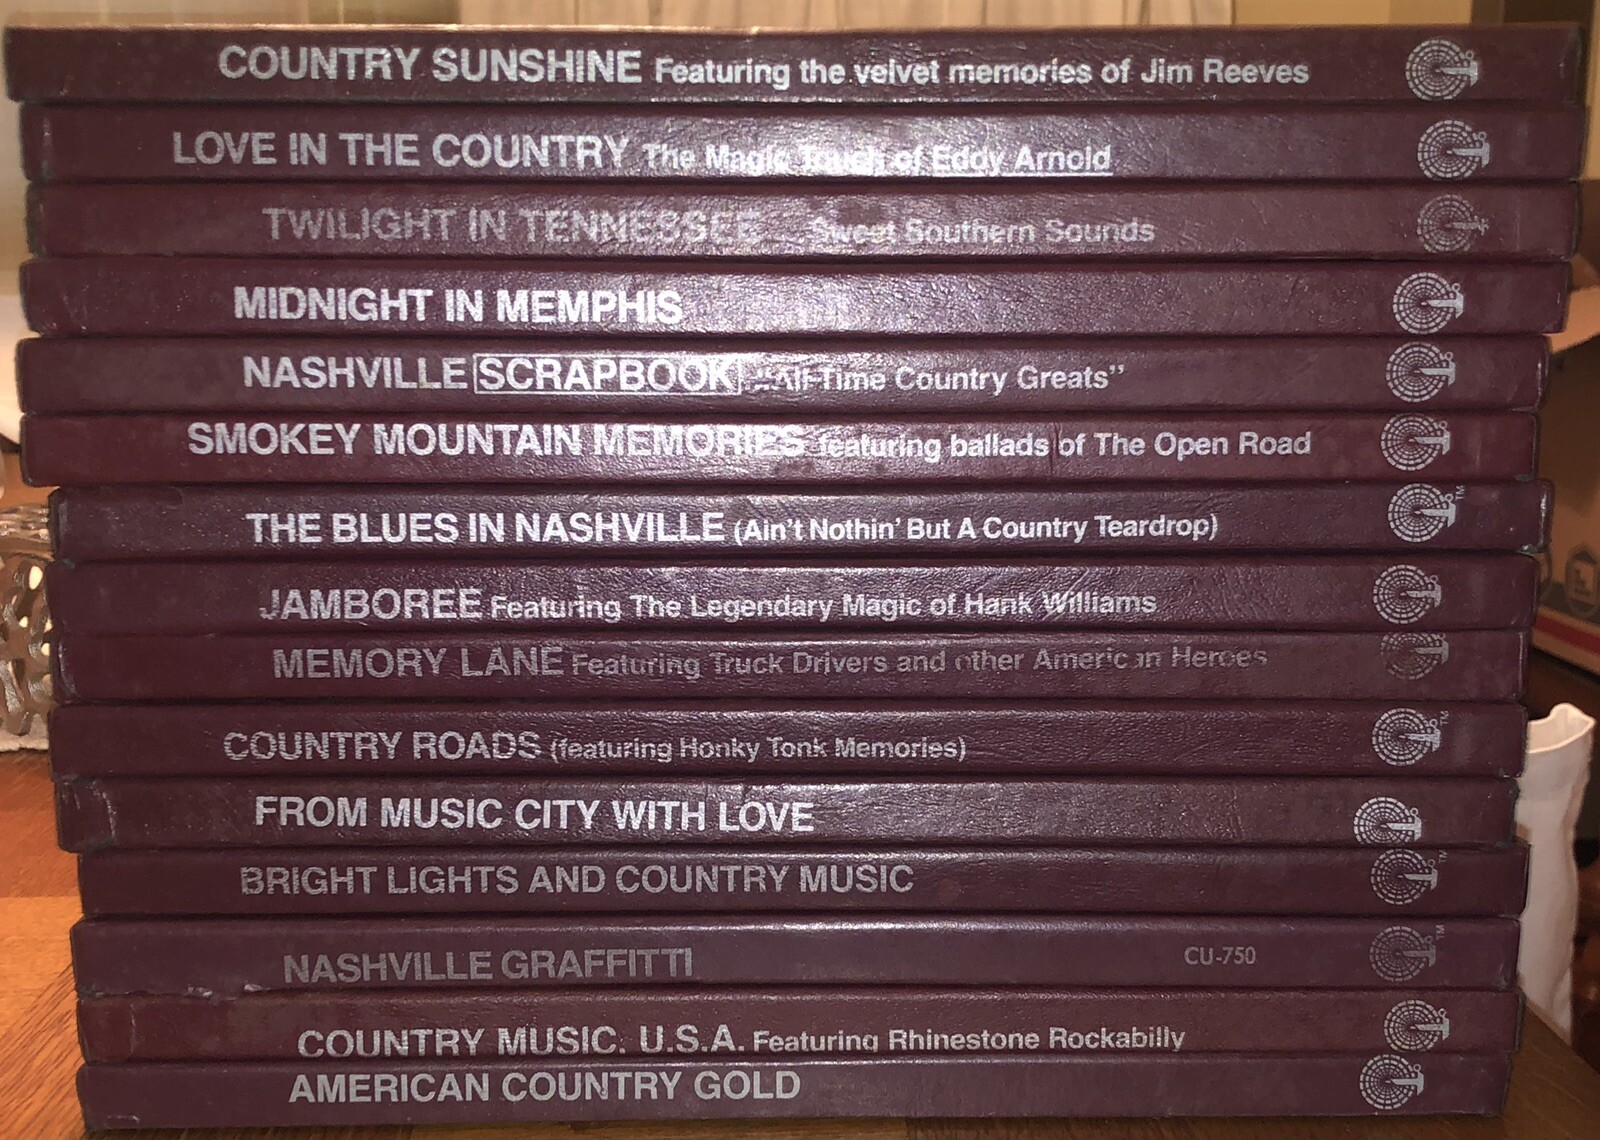 COUNTRY SUNSHINE Featuring the velvet memories of Jim Reeves
LOVE IN THE COUNTRY The Magic Touch of Eddy Arnold
TWILIGHT IN TENNESSEE Sweet Southern Sounds
MIDNIGHT IN MEMPHIS
NASHVILLE SCRAPBOOK "All-Time Country Greats"
SMOKEY MOUNTAIN MEMORIES featuring ballads of The Open Road
THE BLUES IN NASHVILLE (Ain't Nothin' But A Country Teardrop) TM
JAMBOREE Featuring The Legendary Magic of Hank Williams
MEMORY LANE Featuring Truck Drivers and other American Heroes
COUNTRY ROADS (featuring Honky Tonk Memories) TM
FROM MUSIC CITY WITH LOVE
BRIGHT LIGHTS AND COUNTRY MUSIC TM
NASHVILLE GRAFFITTI CU-750 TM
COUNTRY MUSIC. U.S.A. Featuring Rhinestone Rockabilly
AMERICAN COUNTRY GOLD